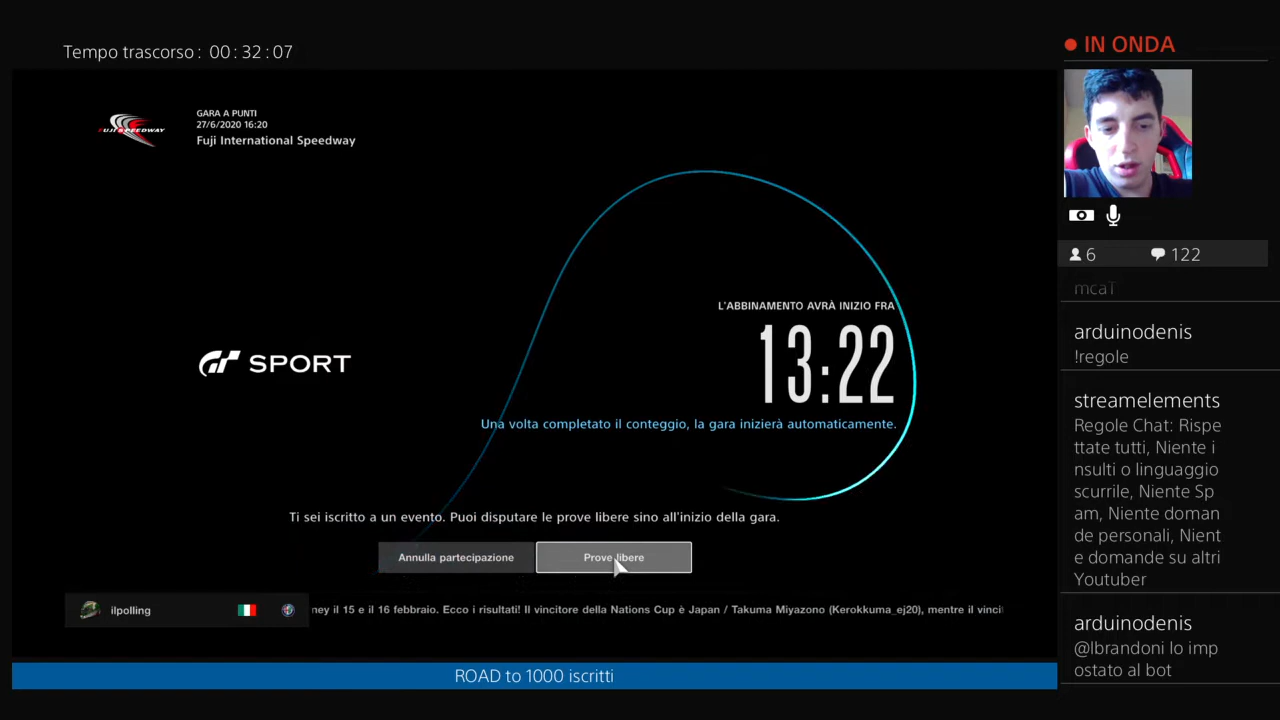 Tempo trascorso: 00:32:07
IN ONDA
FUJI SPEEDWAY
GARA A PUNTI
27/6/2020 16:20
Fuji International Speedway
6
122
mcaT
L'ABBINAMENTO AVRÀ INIZIO FRA
13:22
Una volta completato il conteggio, la gara inizierà automaticamente.
GT SPORT
Ti sei iscritto a un evento. Puoi disputare le prove libere sino all'inizio della gara.
Annulla partecipazione
Prove libere
ilpolling
ney il 15 e il 16 febbraio. Ecco i risultati! Il vincitore della Nations Cup è Japan / Takuma Miyazono (Kerokkuma_ej20), mentre il vinci
ROAD to 1000 iscritti
arduinodenis
!regole
streamelements
Regole Chat: Rispe
ttate tutti, Niente i
nsulti o linguaggio
scurrile, Niente Sp
am, Niente doman
de personali, Nient
e domande su altri
Youtuber
arduinodenis
@lbrandoni lo imp
ostato al bot